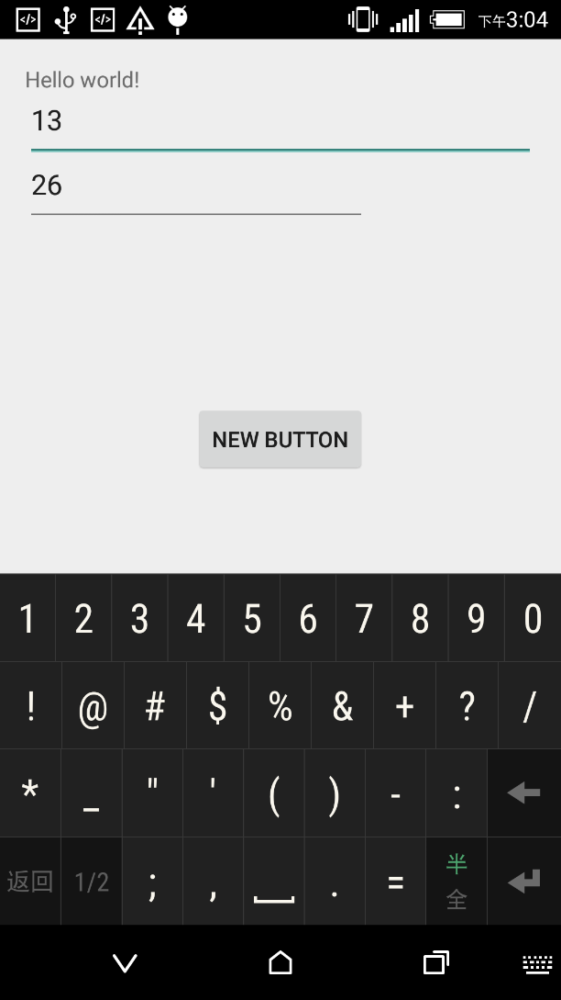 下午3:04
Hello world!
13
26
NEW BUTTON
1 2 3 4 5 6 7 8 9 0
! @ # $ % & + ? /
* _ " ' ( ) - :
返回 1/2 ; , . = 半
全